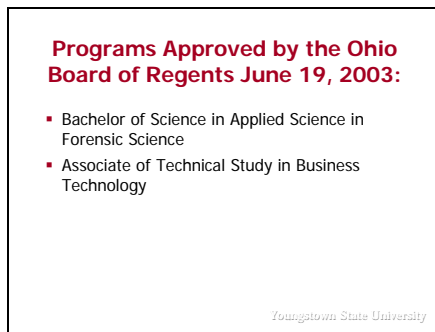 Programs Approved by the Ohio
Board of Regents June 19, 2003:
▪ Bachelor of Science in Applied Science in
Forensic Science
▪ Associate of Technical Study in Business
Technology
Youngstown State University